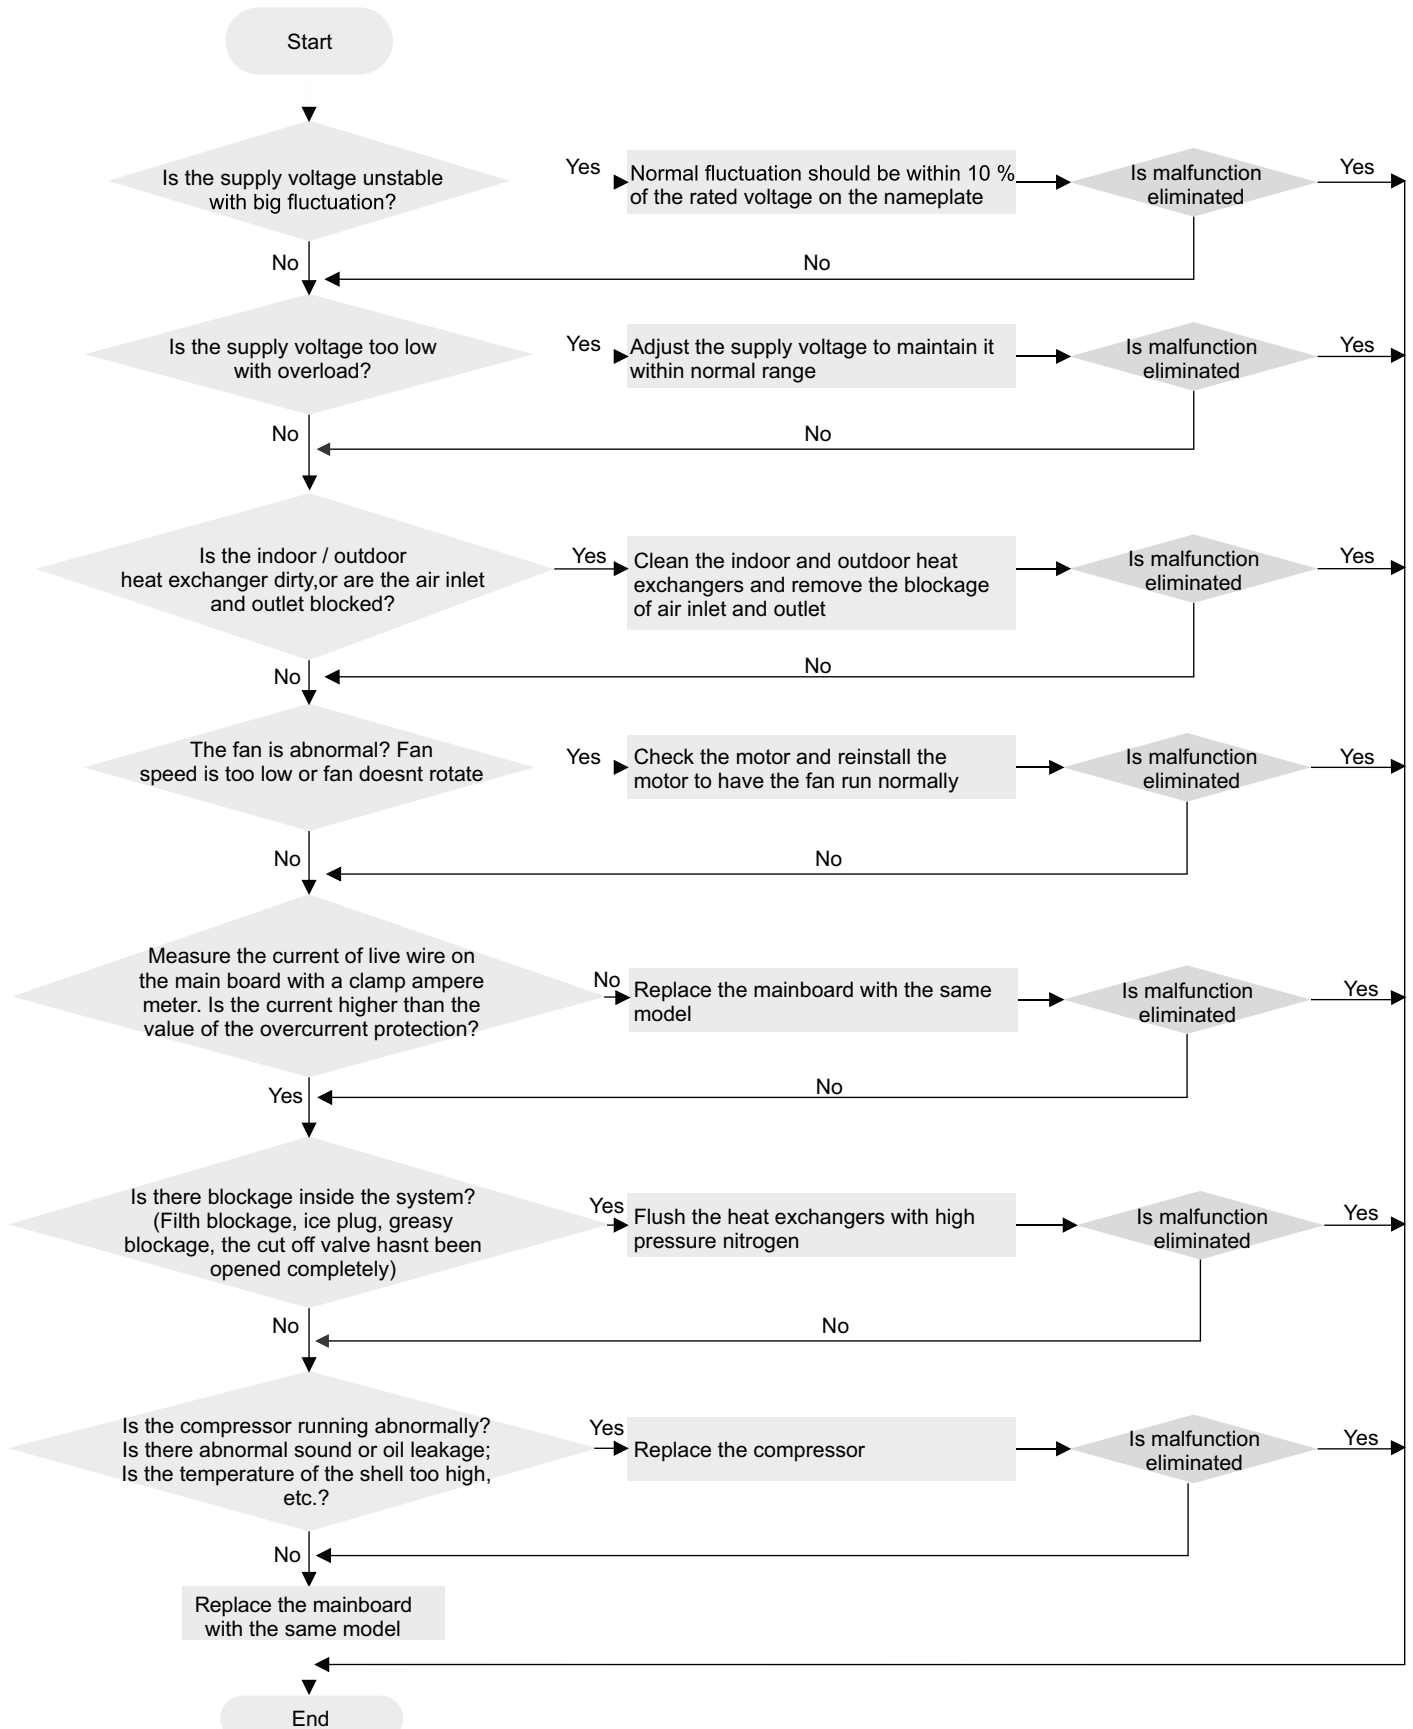 Start
Is the supply voltage unstable
with big fluctuation?
Yes
Normal fluctuation should be within 10 %
of the rated voltage on the nameplate
Is malfunction
eliminated
Yes
No
No
Is the supply voltage too low
with overload?
Yes
Adjust the supply voltage to maintain it
within normal range
Is malfunction
eliminated
Yes
No
No
Is the indoor / outdoor
heat exchanger dirty,or are the air inlet
and outlet blocked?
Yes
Clean the indoor and outdoor heat
exchangers and remove the blockage
of air inlet and outlet
Is malfunction
eliminated
Yes
No
No
The fan is abnormal? Fan
speed is too low or fan doesnt rotate
Yes
Check the motor and reinstall the
motor to have the fan run normally
Is malfunction
eliminated
Yes
No
No
Measure the current of live wire on
the main board with a clamp ampere
meter. Is the current higher than the
value of the overcurrent protection?
No
Replace the mainboard with the same
model
Is malfunction
eliminated
Yes
Yes
No
Is there blockage inside the system?
(Filth blockage, ice plug, greasy
blockage, the cut off valve hasnt been
opened completely)
Yes
Flush the heat exchangers with high
pressure nitrogen
Is malfunction
eliminated
Yes
No
No
Is the compressor running abnormally?
Is there abnormal sound or oil leakage;
Is the temperature of the shell too high,
etc.?
Yes
Replace the compressor
Is malfunction
eliminated
Yes
No
Replace the mainboard
with the same model
End